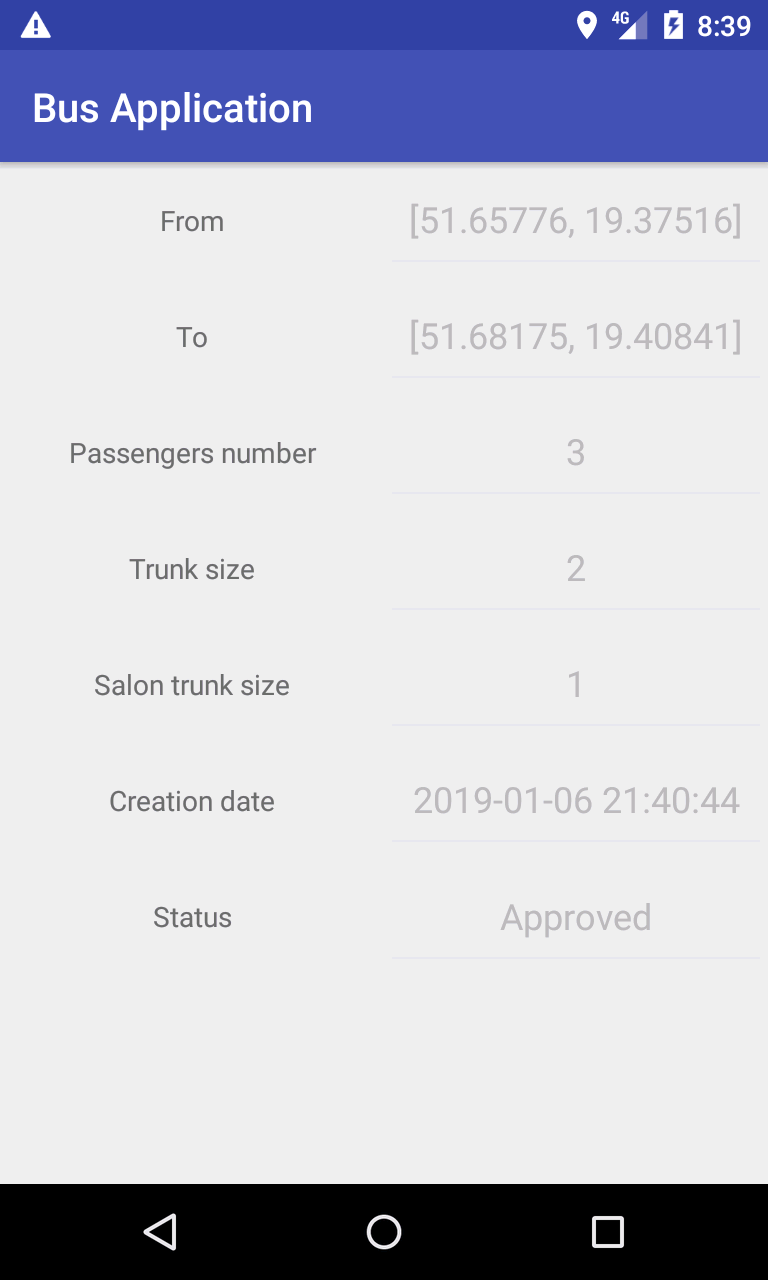 4G 8:39
Bus Application
From [51.65776, 19.37516]
To [51.68175, 19.40841]
Passengers number 3
Trunk size 2
Salon trunk size 1
Creation date 2019-01-06 21:40:44
Status Approved